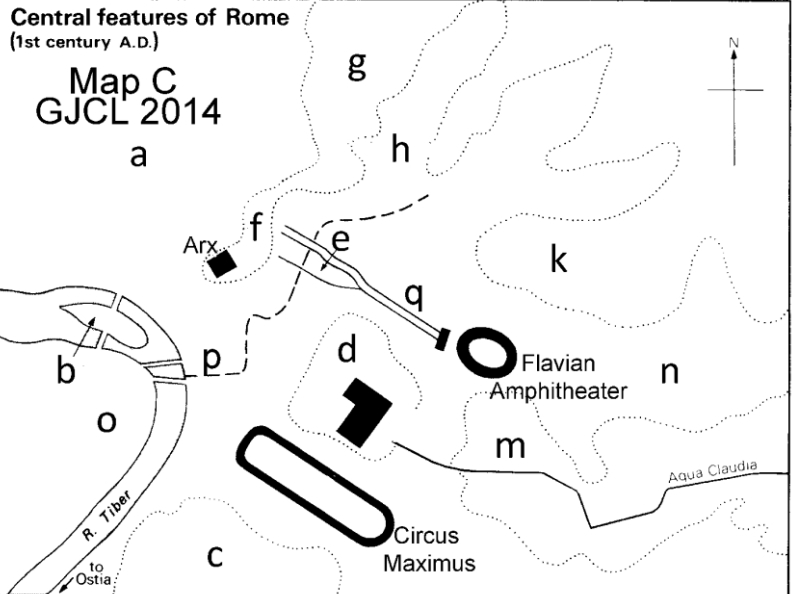 Central features of Rome
(1st century A.D.)
Map C
GJCL 2014
g
N
a
h
f
e
Arx
k
q
b
p
d
Flavian
Amphitheater
n
o
m
Aqua Claudia
R. Tiber
Circus
Maximus
c
to
Ostia